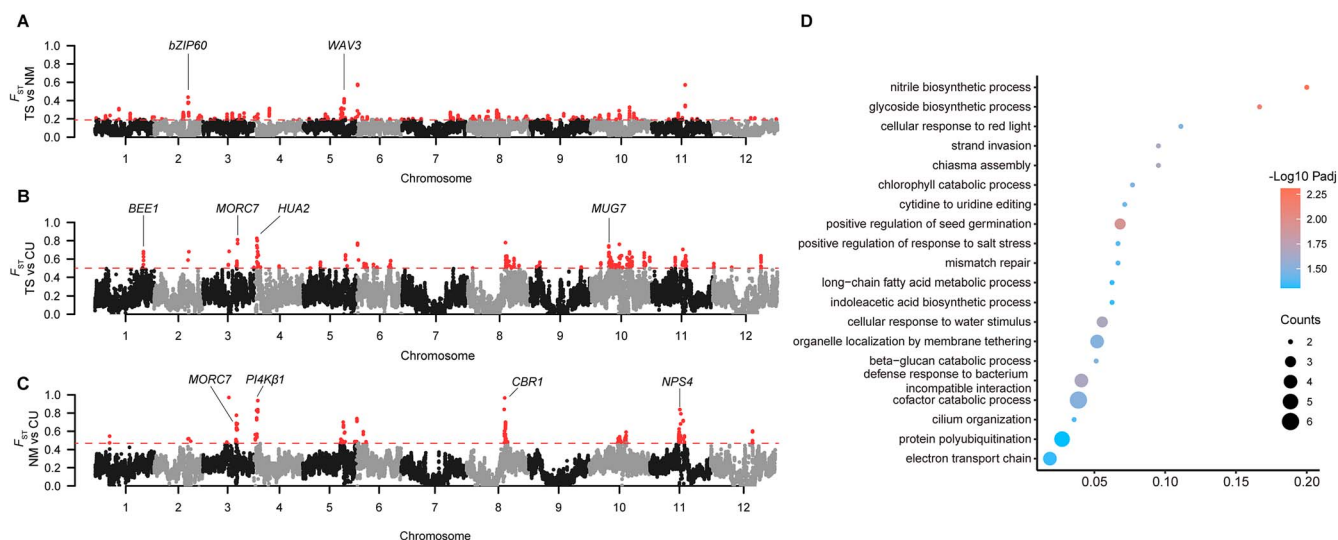 A
bZIP60
WAV3
FST
TS vs NM
1.0
0.8
0.6
0.4
0.2
0.0
1 2 3 4 5 6 7 8 9 10 11 12
Chromosome
B
BEE1
MORC7
HUA2
MUG7
FST
TS vs CU
1.0
0.8
0.6
0.4
0.2
0.0
1 2 3 4 5 6 7 8 9 10 11 12
Chromosome
C
MORC7
PI4Kβ1
CBR1
NPS4
FST
NM vs CU
1.0
0.8
0.6
0.4
0.2
0.0
1 2 3 4 5 6 7 8 9 10 11 12
Chromosome
D
nitrile biosynthetic process
glycoside biosynthetic process
cellular response to red light
strand invasion
chiasma assembly
chlorophyll catabolic process
cytidine to uridine editing
positive regulation of seed germination
positive regulation of response to salt stress
mismatch repair
long-chain fatty acid metabolic process
indoleacetic acid biosynthetic process
cellular response to water stimulus
organelle localization by membrane tethering
beta-glucan catabolic process
defense response to bacterium
incompatible interaction
cofactor catabolic process
cilium organization
protein polyubiquitination
electron transport chain
0.05 0.10 0.15 0.20
-Log10 Padj
2.25
2.00
1.75
1.50
Counts
2
3
4
5
6